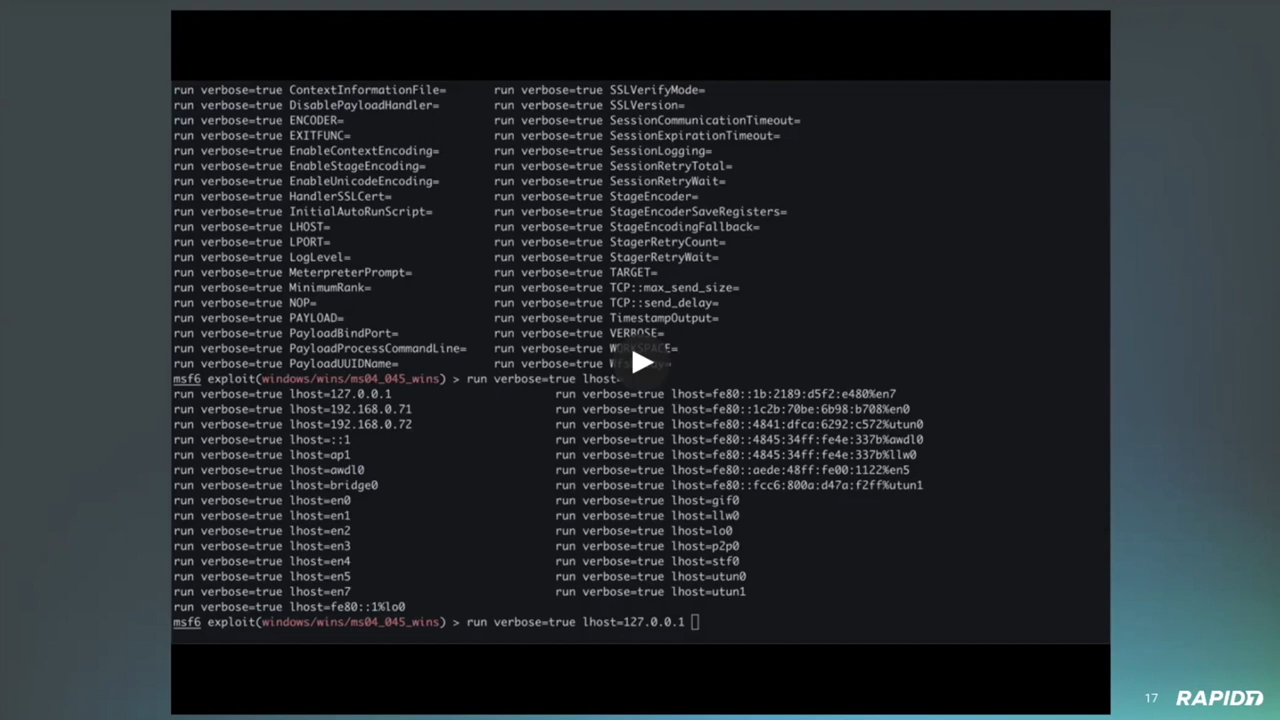 run verbose=true ContextInformationFile=       run verbose=true SSLVerifyMode=
run verbose=true DisablePayloadHandler=        run verbose=true SSLVersion=
run verbose=true ENCODER=                      run verbose=true SessionCommunicationTimeout=
run verbose=true EXITFUNC=                     run verbose=true SessionExpirationTimeout=
run verbose=true EnableContextEncoding=        run verbose=true SessionLogging=
run verbose=true EnableStageEncoding=          run verbose=true SessionRetryTotal=
run verbose=true EnableUnicodeEncoding=        run verbose=true SessionRetryWait=
run verbose=true HandlerSSLCert=               run verbose=true StageEncoder=
run verbose=true InitialAutoRunScript=         run verbose=true StageEncoderSaveRegisters=
run verbose=true LHOST=                        run verbose=true StageEncodingFallback=
run verbose=true LPORT=                        run verbose=true StagerRetryCount=
run verbose=true LogLevel=                     run verbose=true StagerRetryWait=
run verbose=true MeterpreterPrompt=            run verbose=true TARGET=
run verbose=true MinimumRank=                  run verbose=true TCP::max_send_size=
run verbose=true NOP=                          run verbose=true TCP::send_delay=
run verbose=true PAYLOAD=                      run verbose=true TimestampOutput=
run verbose=true PayloadBindPort=              run verbose=true VERBOSE=
run verbose=true PayloadProcessCommandLine=    run verbose=true WORKSPACE=
run verbose=true PayloadUUIDName=              run verbose=true
msf6 exploit(windows/wins/ms04_045_wins) > run verbose=true lhost=
run verbose=true lhost=127.0.0.1               run verbose=true lhost=fe80::1b:2189:d5f2:e480%en7
run verbose=true lhost=192.168.0.71            run verbose=true lhost=fe80::1c2b:70be:6b98:b708%en0
run verbose=true lhost=192.168.0.72            run verbose=true lhost=fe80::4841:dfca:6292:c572%utun0
run verbose=true lhost=::1                     run verbose=true lhost=fe80::4845:34ff:fe4e:337b%awdl0
run verbose=true lhost=ap1                     run verbose=true lhost=fe80::4845:34ff:fe4e:337b%llw0
run verbose=true lhost=awdl0                   run verbose=true lhost=fe80::aede:48ff:fe00:1122%en5
run verbose=true lhost=bridge0                 run verbose=true lhost=fe80::fcc6:800a:d47a:f2ff%utun1
run verbose=true lhost=en0                     run verbose=true lhost=gif0
run verbose=true lhost=en1                     run verbose=true lhost=llw0
run verbose=true lhost=en2                     run verbose=true lhost=lo0
run verbose=true lhost=en3                     run verbose=true lhost=p2p0
run verbose=true lhost=en4                     run verbose=true lhost=stf0
run verbose=true lhost=en5                     run verbose=true lhost=utun0
run verbose=true lhost=en7                     run verbose=true lhost=utun1
run verbose=true lhost=fe80::1%lo0
msf6 exploit(windows/wins/ms04_045_wins) > run verbose=true lhost=127.0.0.1
17 RAPID7